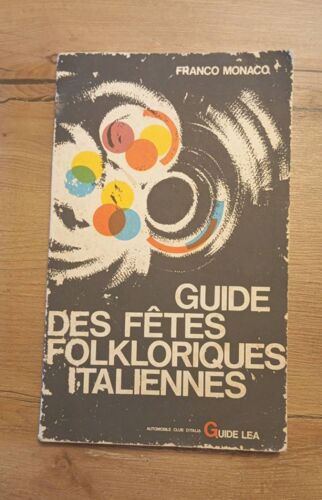 FRANCO MONACO
GUIDE
DES FÊTES
FOLKLORIQUES
ITALIENNES
AUTOMOBILE CLUB D'ITALIA GUIDE LEA